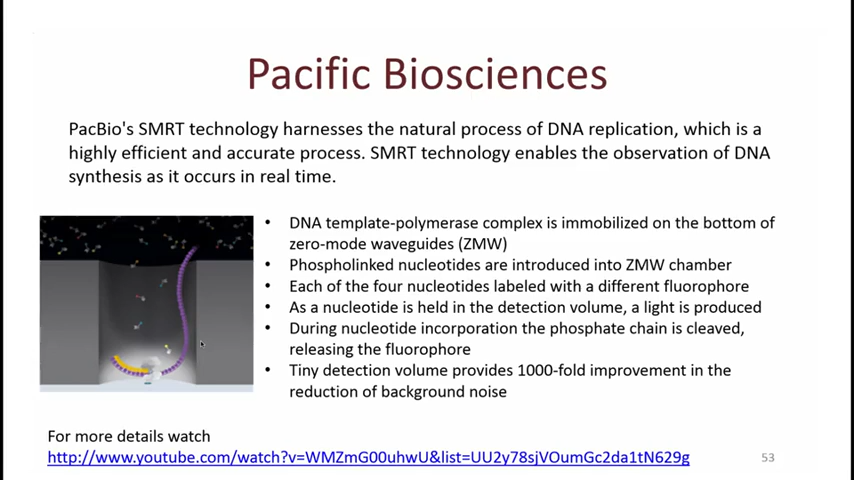 Pacific Biosciences
PacBio's SMRT technology harnesses the natural process of DNA replication, which is a
highly efficient and accurate process. SMRT technology enables the observation of DNA
synthesis as it occurs in real time.
• DNA template-polymerase complex is immobilized on the bottom of
zero-mode waveguides (ZMW)
• Phospholinked nucleotides are introduced into ZMW chamber
• Each of the four nucleotides labeled with a different fluorophore
• As a nucleotide is held in the detection volume, a light is produced
• During nucleotide incorporation the phosphate chain is cleaved,
releasing the fluorophore
• Tiny detection volume provides 1000-fold improvement in the
reduction of background noise
For more details watch
http://www.youtube.com/watch?v=WMZmG00uhwU&list=UU2y78sjVOumGc2da1tN629g
53